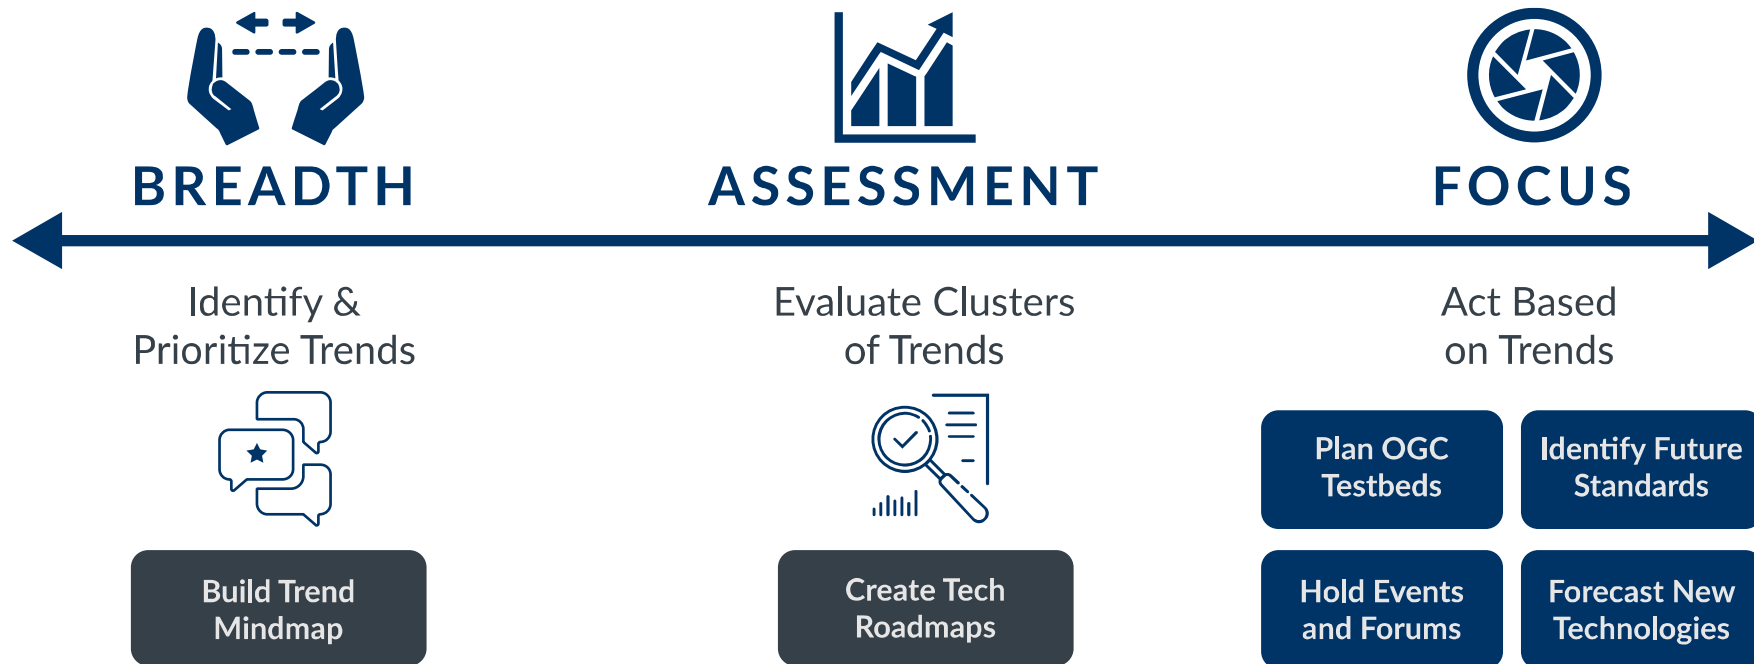 BREADTH
ASSESSMENT
FOCUS
Identify &
Prioritize Trends
Evaluate Clusters
of Trends
Act Based
on Trends
Plan OGC
Testbeds
Identify Future
Standards
Build Trend
Mindmap
Create Tech
Roadmaps
Hold Events
and Forums
Forecast New
Technologies